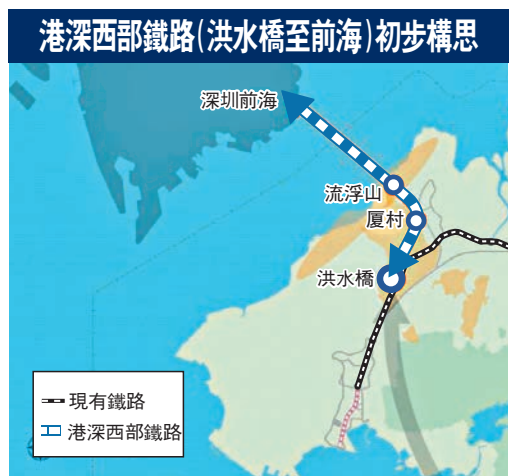 港深西部鐵路(洪水橋至前海)初步構思
深圳前海
流浮山
厦村
洪水橋
現有鐵路
港深西部鐵路